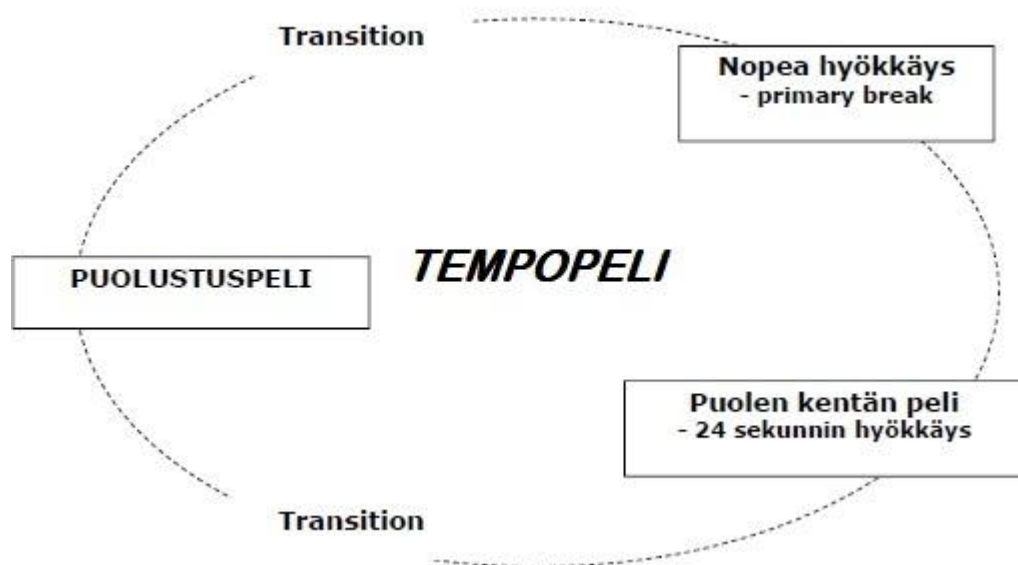 Transition
Nopea hyökkäys
- primary break
TEMPOPELI
PUOLUSTUSPELI
Puolen kentän peli
- 24 sekunnin hyökkäys
Transition